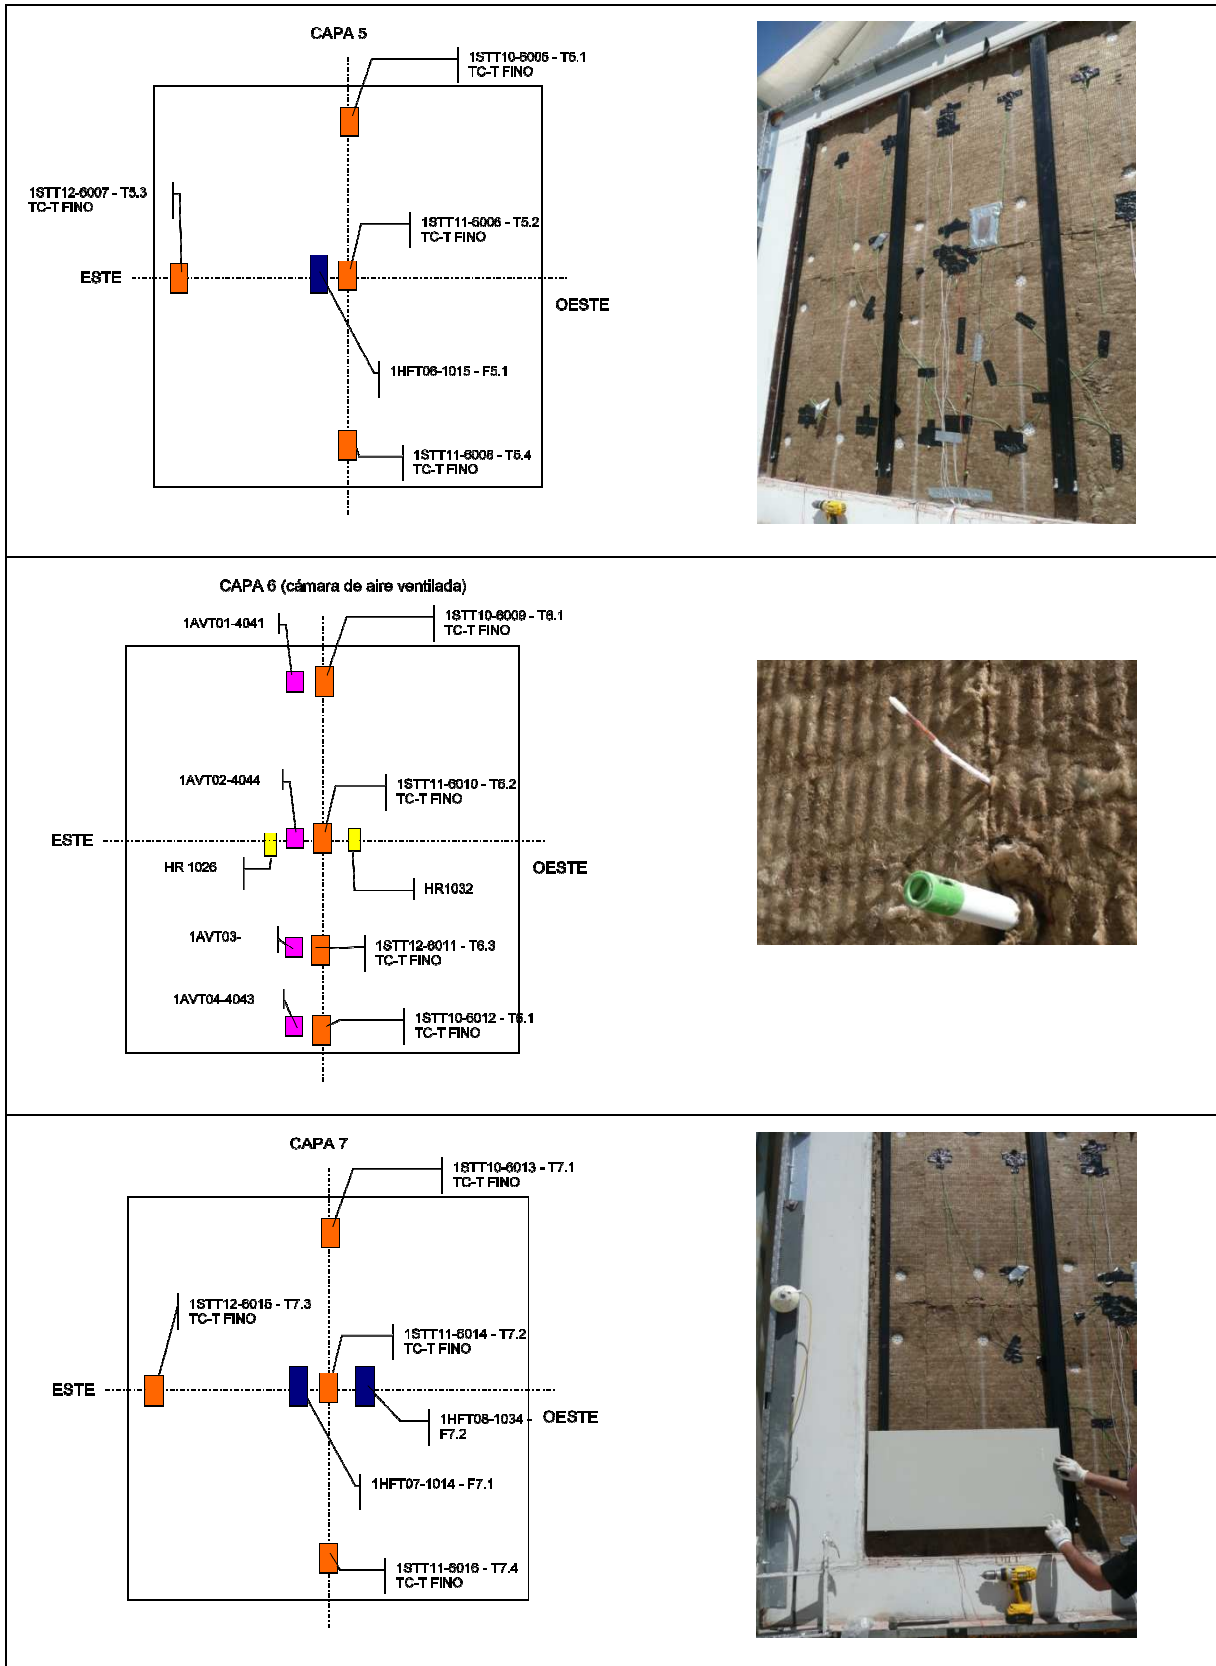 CAPA 5
1STT10-6005 - T5.1
TC-T FINO
1STT12-6007 - T5.3
TC-T FINO
1STT11-6006 - T5.2
TC-T FINO
ESTE
OESTE
1HFT06-1015 - F5.1
1STT11-6008 - T5.4
TC-T FINO
CAPA 6 (cámara de aire ventilada)
1AVT01-4041
1STT10-6009 - T6.1
TC-T FINO
1AVT02-4044
1STT11-6010 - T6.2
TC-T FINO
ESTE
OESTE
HR 1026
HR1032
1AVT03-
1STT12-6011 - T6.3
TC-T FINO
1AVT04-4043
1STT10-6012 - T6.1
TC-T FINO
CAPA 7
1STT10-6013 - T7.1
TC-T FINO
1STT12-6015 - T7.3
TC-T FINO
1STT11-6014 - T7.2
TC-T FINO
ESTE
OESTE
1HFT08-1034 -
F7.2
1HFT07-1014 - F7.1
1STT11-6016 - T7.4
TC-T FINO